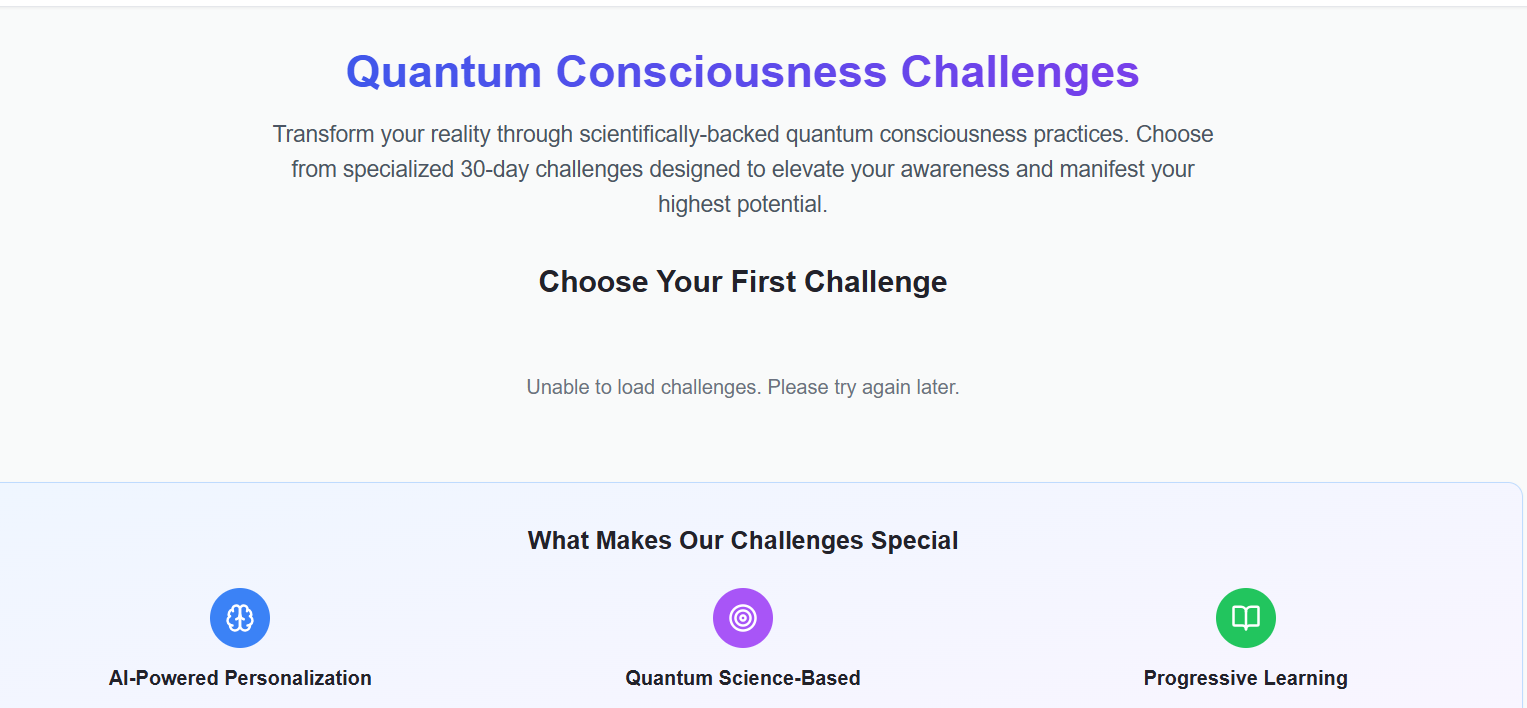 Quantum Consciousness Challenges
Transform your reality through scientifically-backed quantum consciousness practices. Choose
from specialized 30-day challenges designed to elevate your awareness and manifest your
highest potential.
Choose Your First Challenge
Unable to load challenges. Please try again later.
What Makes Our Challenges Special
AI-Powered Personalization
Quantum Science-Based
Progressive Learning